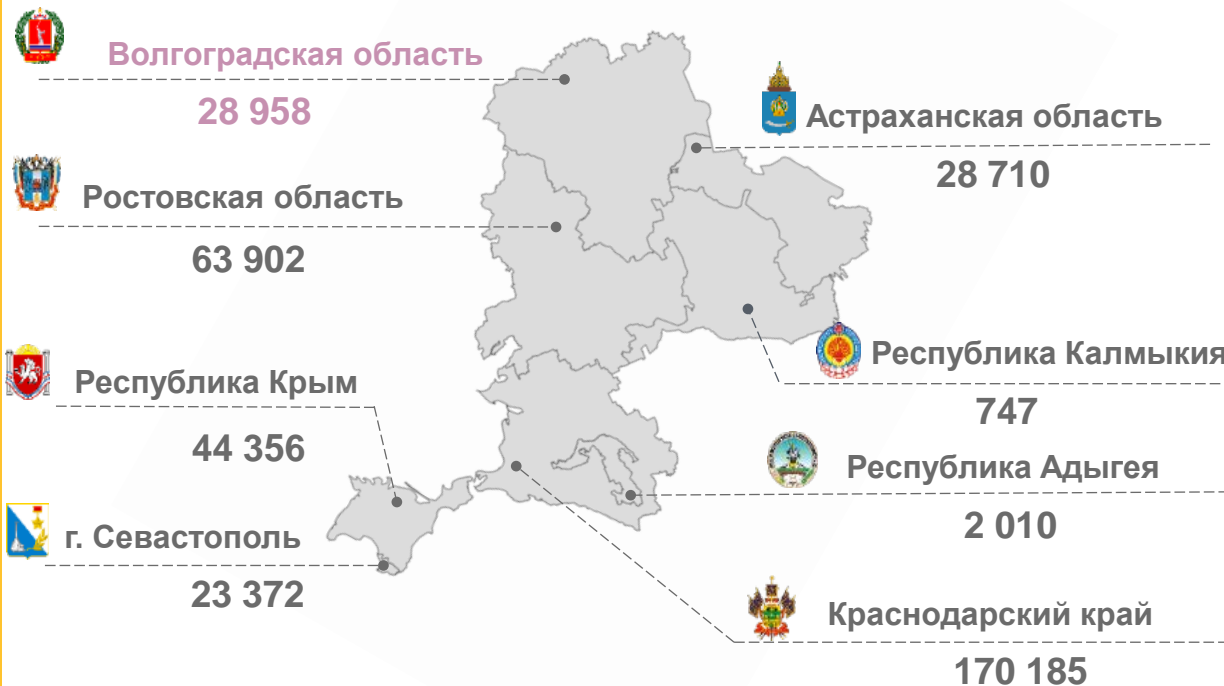 Волгоградская область
28 958
Астраханская область
28 710
Ростовская область
63 902
Республика Калмыкия
747
Республика Крым
44 356
Республика Адыгея
2 010
г. Севастополь
23 372
Краснодарский край
170 185